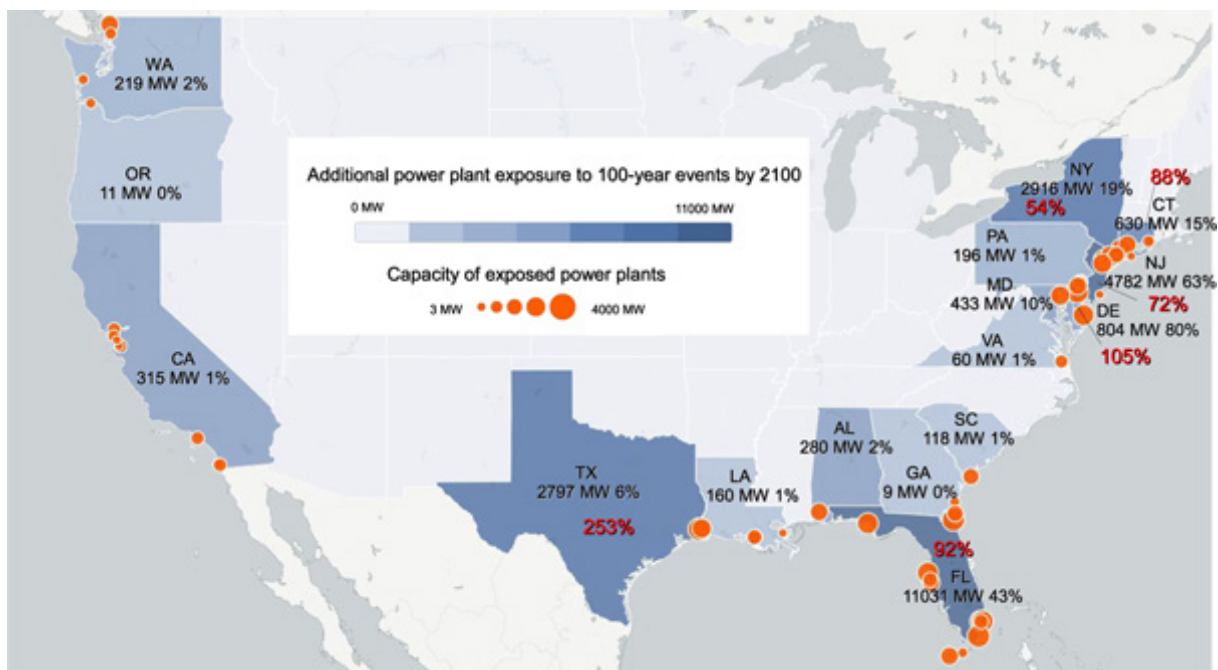 WA
219 MW 2%
OR
11 MW 0%
CA
315 MW 1%
Additional power plant exposure to 100-year events by 2100
0 MW
11000 MW
Capacity of exposed power plants
3 MW
4000 MW
NY
2916 MW 19%
54%
88%
CT
630 MW 15%
PA
196 MW 1%
NJ
4782 MW 63%
72%
MD
433 MW 10%
DE
804 MW 80%
105%
VA
60 MW 1%
TX
2797 MW 6%
253%
LA
160 MW 1%
AL
280 MW 2%
GA
9 MW 0%
SC
118 MW 1%
92%
FL
11031 MW 43%